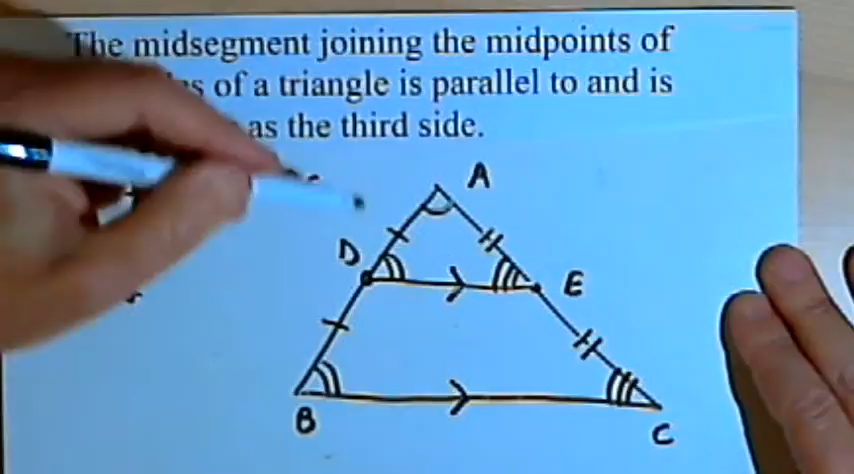 The midsegment joining the midpoints of
of a triangle is parallel to and is
as the third side.
A
D
E
B
C